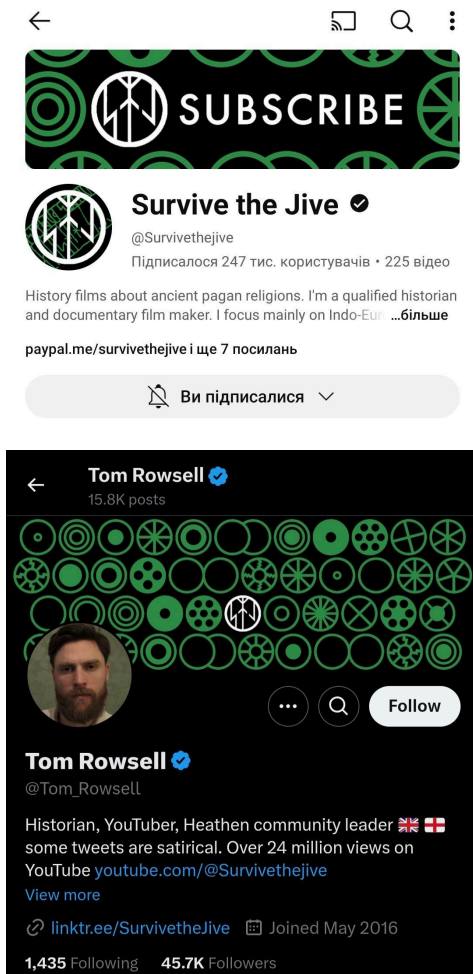 SUBSCRIBE
Survive the Jive
@Survivethejive
Підписалося 247 тис. користувачів • 225 відео
History films about ancient pagan religions. I'm a qualified historian
and documentary film maker. I focus mainly on Indo-Eur ...більше
paypal.me/survivethejive і ще 7 посилань
Ви підписалися
Tom Rowsell
15.8K posts
Follow
Tom Rowsell
@Tom_Rowsell
Historian, YouTuber, Heathen community leader 🇬🇧 🏴󠁧󠁢󠁥󠁮󠁧󠁿
some tweets are satirical. Over 24 million views on
YouTube youtube.com/@Survivethejive
View more
linktr.ee/SurvivetheJive Joined May 2016
1,435 Following 45.7K Followers